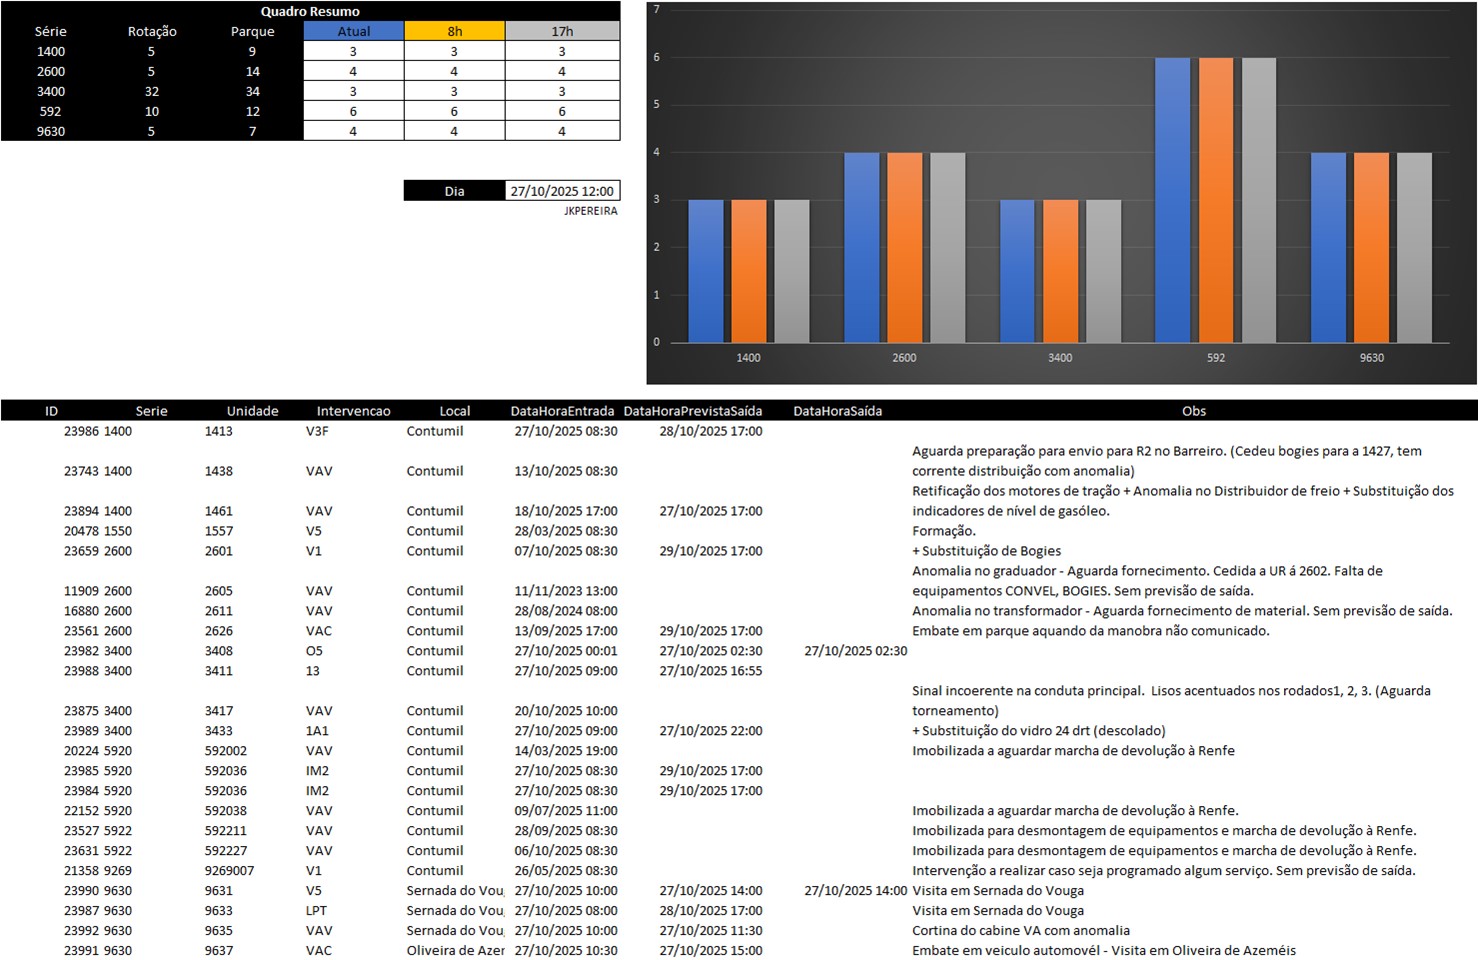 Quadro Resumo
Série Rotação Parque Atual 8h 17h
1400 5 9 3 3 3
2600 5 14 4 4 4
3400 32 34 3 3 3
592 10 12 6 6 6
9630 5 7 4 4 4
Dia 27/10/2025 12:00
JKPEREIRA
7
6
5
4
3
2
1
0
1400 2600 3400 592 9630
ID Serie Unidade Intervencao Local DataHoraEntrada DataHoraPrevistaSaída DataHoraSaída Obs
23986 1400 1413 V3F Contumil 27/10/2025 08:30 28/10/2025 17:00
Aguarda preparação para envio para R2 no Barreiro. (Cedeu bogies para a 1427, tem
23743 1400 1438 VAV Contumil 13/10/2025 08:30 corrente distribuição com anomalia)
Retificação dos motores de tração + Anomalia no Distribuidor de freio + Substituição dos
23894 1400 1461 VAV Contumil 18/10/2025 17:00 27/10/2025 17:00 indicadores de nível de gasóleo.
20478 1550 1557 V5 Contumil 28/03/2025 08:30 Formação.
23659 2600 2601 V1 Contumil 07/10/2025 08:30 29/10/2025 17:00 + Substituição de Bogies
Anomalia no graduador - Aguarda fornecimento. Cedida a UR á 2602. Falta de
11909 2600 2605 VAV Contumil 11/11/2023 13:00 equipamentos CONVEL, BOGIES. Sem previsão de saída.
16880 2600 2611 VAV Contumil 28/08/2024 08:00 Anomalia no transformador - Aguarda fornecimento de material. Sem previsão de saída.
23561 2600 2626 VAC Contumil 13/09/2025 17:00 29/10/2025 17:00 Embate em parque aquando da manobra não comunicado.
23982 3400 3408 O5 Contumil 27/10/2025 00:01 27/10/2025 02:30 27/10/2025 02:30
23988 3400 3411 13 Contumil 27/10/2025 09:00 27/10/2025 16:55
Sinal incoerente na conduta principal.  Lisos acentuados nos rodados1, 2, 3. (Aguarda
23875 3400 3417 VAV Contumil 20/10/2025 10:00 torneamento)
23989 3400 3433 1A1 Contumil 27/10/2025 09:00 27/10/2025 22:00 + Substituição do vidro 24 drt (descolado)
20224 5920 592002 VAV Contumil 14/03/2025 19:00 Imobilizada a aguardar marcha de devolução à Renfe
23985 5920 592036 IM2 Contumil 27/10/2025 08:30 29/10/2025 17:00
23984 5920 592036 IM2 Contumil 27/10/2025 08:30 29/10/2025 17:00
22152 5920 592038 VAV Contumil 09/07/2025 11:00 Imobilizada a aguardar marcha de devolução à Renfe.
23527 5922 592211 VAV Contumil 28/09/2025 08:30 Imobilizada para desmontagem de equipamentos e marcha de devolução à Renfe.
23631 5922 592227 VAV Contumil 06/10/2025 08:30 Imobilizada para desmontagem de equipamentos e marcha de devolução à Renfe.
21358 9269 9269007 V1 Contumil 26/05/2025 08:30 Intervenção a realizar caso seja programado algum serviço. Sem previsão de saída.
23990 9630 9631 V5 Sernada do Vou 27/10/2025 10:00 27/10/2025 14:00 27/10/2025 14:00 Visita em Sernada do Vouga
23987 9630 9633 LPT Sernada do Vou 27/10/2025 08:00 28/10/2025 17:00 Visita em Sernada do Vouga
23992 9630 9635 VAV Sernada do Vou 27/10/2025 10:00 27/10/2025 11:30 Cortina do cabine VA com anomalia
23991 9630 9637 VAC Oliveira de Azer 27/10/2025 10:30 27/10/2025 15:00 Embate em veiculo automovél - Visita em Oliveira de Azeméis